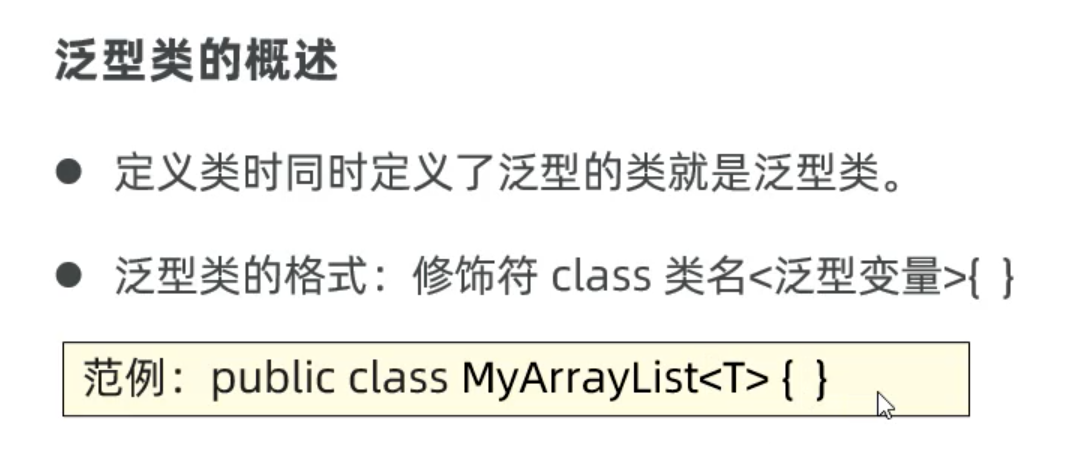 泛型类的概述
● 定义类时同时定义了泛型的类就是泛型类。
● 泛型类的格式：修饰符 class 类名<泛型变量>{ }
范例：public class MyArrayList<T> { }